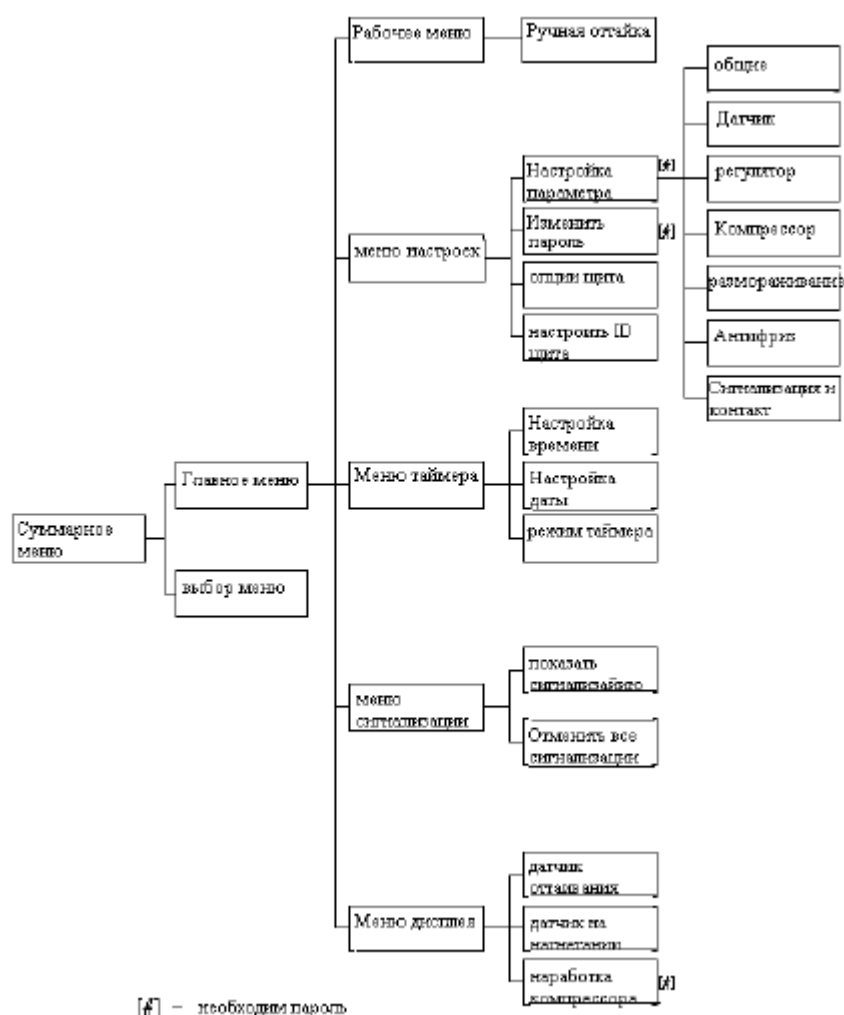 Рабочее меню
Ручная оттайка
общие
Датчик
Настройка
параметра
[#]
регулятор
Изменить
пароль
[#]
Компрессор
меню настроек
опции щита
размораживание
настроить ID
щита
Антифриз
Сигнализация и
контакт
Настройка
времени
Главное меню
Меню таймера
Настройка
даты
Суммарное
меню
режим таймера
выбор меню
показать
меню
сигнализации
Отменить все
сигнализации
датчик
оттаивания
Меню дисплея
датчик на
нагнетанию
наработка
компрессора
[#]
[#] – необходим пароль